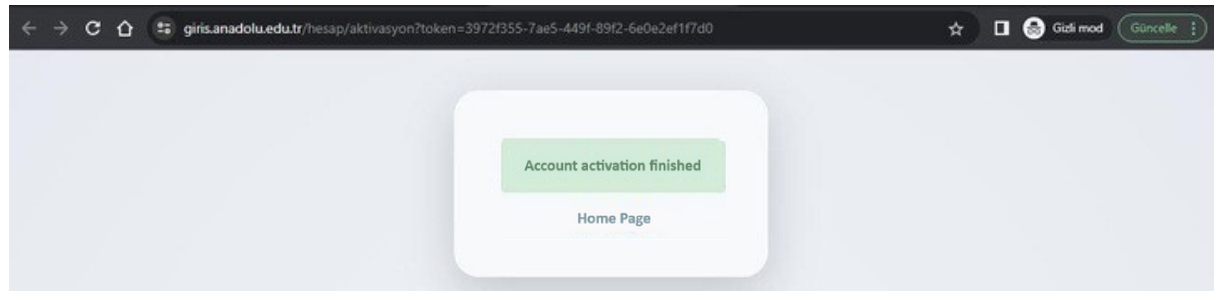 giris.anadolu.edu.tr/hesap/aktivasyon?token=3972f355-7ae5-449f-89f2-6e0e2ef1f7d0
Gizli mod
Güncelle
Account activation finished
Home Page